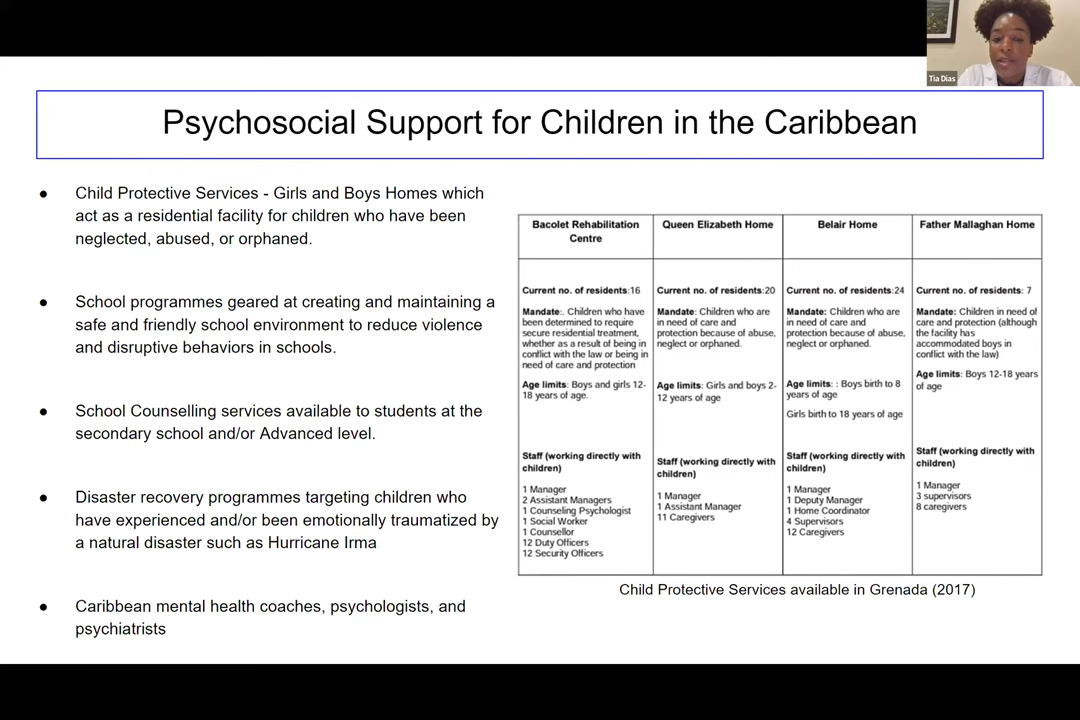 Tia Dias
Psychosocial Support for Children in the Caribbean
● Child Protective Services - Girls and Boys Homes which
act as a residential facility for children who have been
neglected, abused, or orphaned.
● School programmes geared at creating and maintaining a
safe and friendly school environment to reduce violence
and disruptive behaviors in schools.
● School Counselling services available to students at the
secondary school and/or Advanced level.
● Disaster recovery programmes targeting children who
have experienced and/or been emotionally traumatized by
a natural disaster such as Hurricane Irma
● Caribbean mental health coaches, psychologists, and
psychiatrists
Bacolet Rehabilitation
Centre
Current no. of residents:16
Mandate:. Children who have
been determined to require
secure residential treatment,
whether as a result of being in
conflict with the law or being in
need of care and protection
Age limits: Boys and girls 12-
18 years of age.
Staff (working directly with
children)
1 Manager
2 Assistant Managers
1 Counseling Psychologist
1 Social Worker
1 Counsellor
12 Duty Officers
12 Security Officers
Queen Elizabeth Home
Current no. of residents:20
Mandate: Children who are
in need of care and
protection because of abuse,
neglect or orphaned.
Age limits: Girls and boys 2-
12 years of age
Staff (working directly with
children)
1 Manager
1 Assistant Manager
11 Caregivers
Belair Home
Current no. of residents:24
Mandate: Children who are
in need of care and
protection because of abuse,
neglect or orphaned.
Age limits: : Boys birth to 8
years of age
Girls birth to 18 years of age
Staff (working directly with
children)
1 Manager
1 Deputy Manager
1 Home Coordinator
4 Supervisors
12 Caregivers
Father Mallaghan Home
Current no. of residents: 7
Mandate: Children in need of
care and protection (although
the facility has
accommodated boys in
conflict with the law)
Age limits: Boys 12-18 years
of age
Staff (working directly with
children)
1 Manager
3 supervisors
8 caregivers
Child Protective Services available in Grenada (2017)